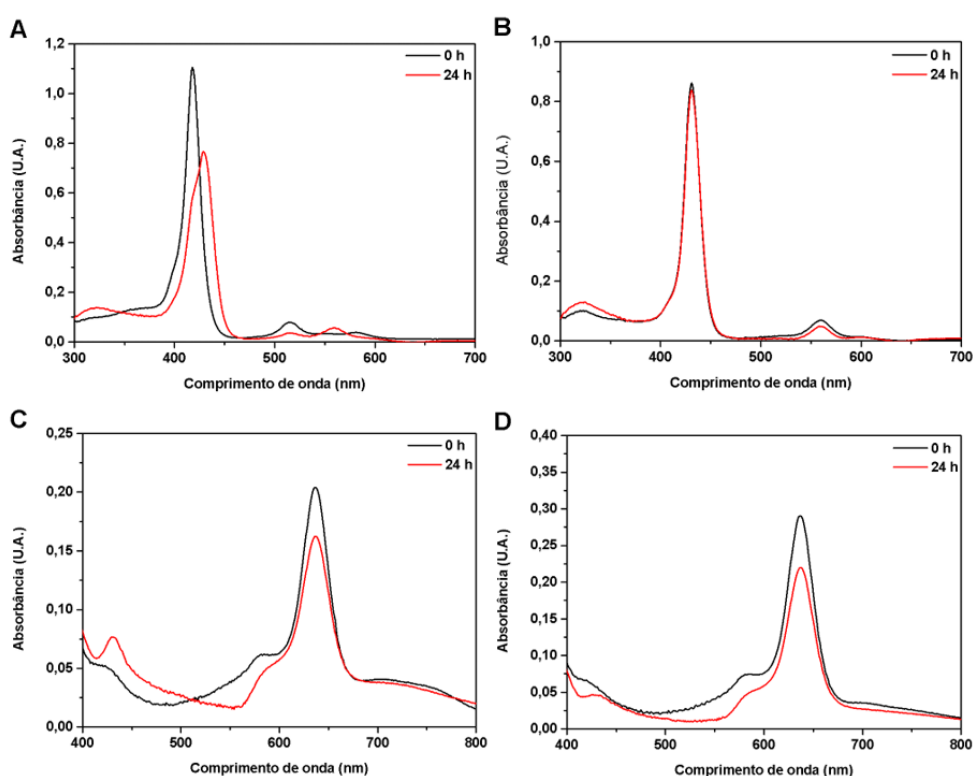 A
0 h
24 h
1,2
1,0
0,8
0,6
0,4
0,2
0,0
Absorbância (U.A.)
300 400 500 600 700
Comprimento de onda (nm)
B
0 h
24 h
1,0
0,8
0,6
0,4
0,2
0,0
Absorbância (U.A.)
300 400 500 600 700
Comprimento de onda (nm)
C
0 h
24 h
0,25
0,20
0,15
0,10
0,05
0,00
Absorbância (U.A.)
400 500 600 700 800
Comprimento de onda (nm)
D
0 h
24 h
0,40
0,35
0,30
0,25
0,20
0,15
0,10
0,05
0,00
Absorbância (U.A.)
400 500 600 700 800
Comprimento de onda (nm)